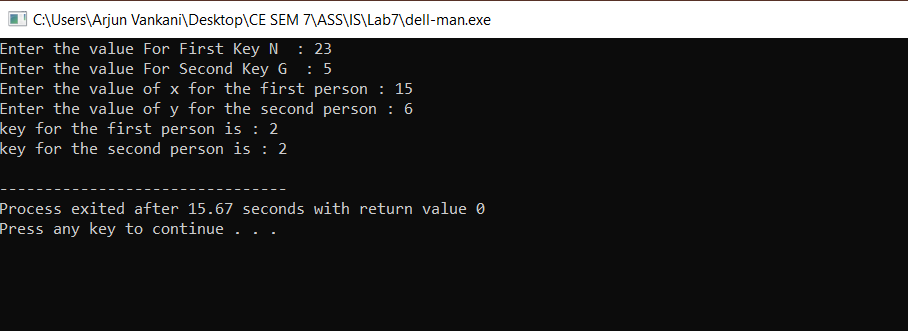 C:\Users\Arjun Vankani\Desktop\CE SEM 7\ASS\IS\Lab7\dell-man.exe
Enter the value For First Key N  : 23
Enter the value For Second Key G  : 5
Enter the value of x for the first person : 15
Enter the value of y for the second person : 6
key for the first person is : 2
key for the second person is : 2
--------------------------------
Process exited after 15.67 seconds with return value 0
Press any key to continue . . .